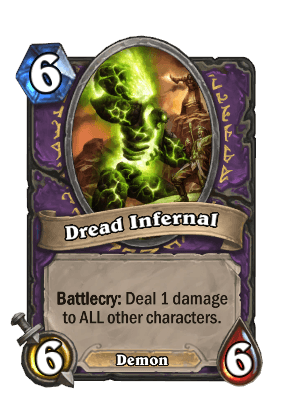 6
Dread Infernal
Battlecry: Deal 1 damage
to ALL other characters.
6
Demon
6